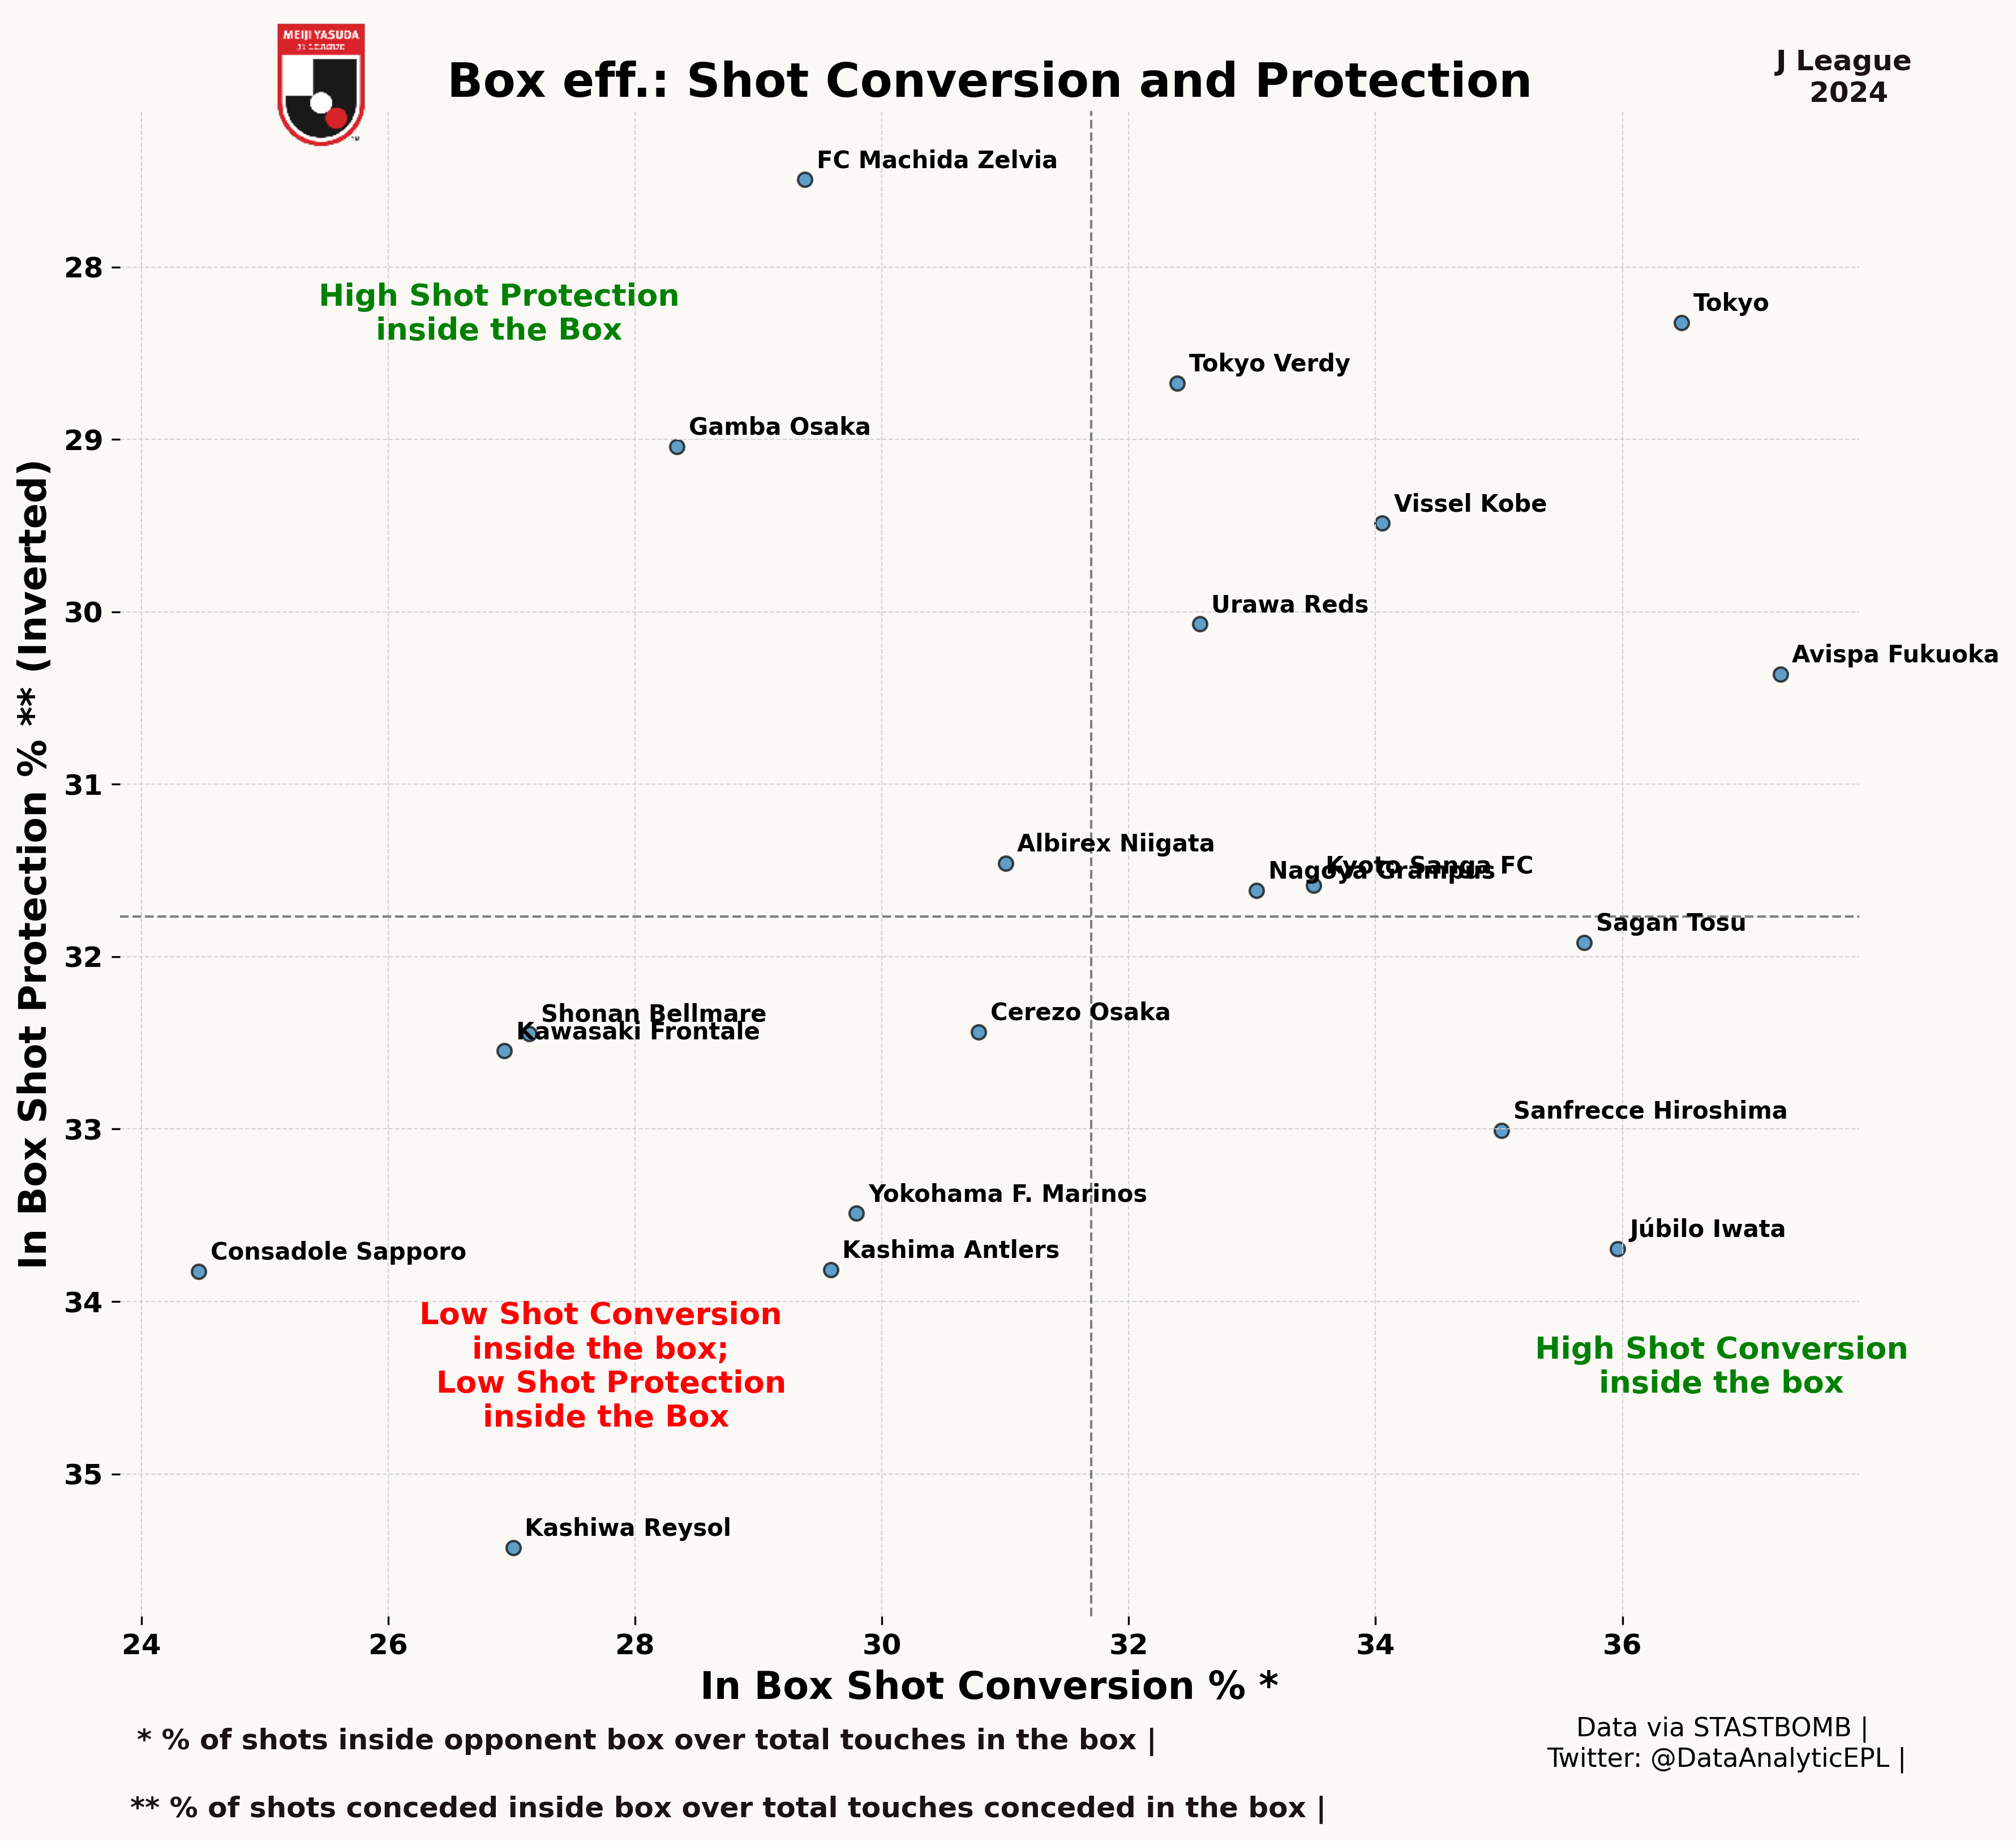 MEIJI YASUDA
J1 LEAGUE
Box eff.: Shot Conversion and Protection
J League
2024
FC Machida Zelvia
28
High Shot Protection
inside the Box
Tokyo
Tokyo Verdy
29
Gamba Osaka
Vissel Kobe
30
Urawa Reds
Avispa Fukuoka
In Box Shot Protection % ** (Inverted)
31
Albirex Niigata
Kyoto Sanga FC
Nagoya Grampus
Sagan Tosu
32
Shonan Bellmare
Kawasaki Frontale
Cerezo Osaka
33
Sanfrecce Hiroshima
Yokohama F. Marinos
Júbilo Iwata
Consadole Sapporo
Kashima Antlers
34
Low Shot Conversion
inside the box;
Low Shot Protection
inside the Box
High Shot Conversion
inside the box
35
Kashiwa Reysol
24 26 28 30 32 34 36
In Box Shot Conversion % *
* % of shots inside opponent box over total touches in the box |
Data via STASTBOMB |
Twitter: @DataAnalyticEPL |
** % of shots conceded inside box over total touches conceded in the box |